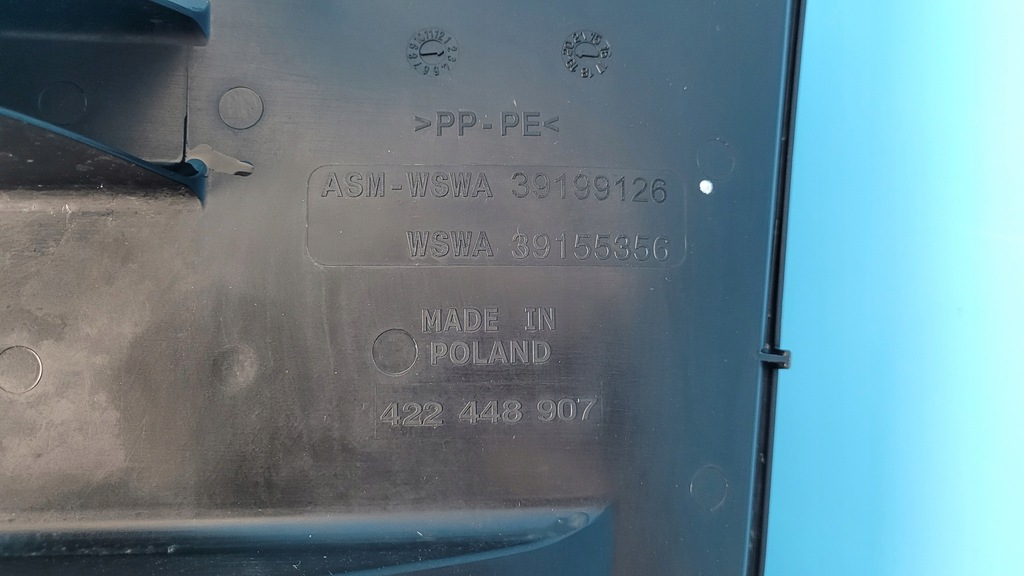 >PP-PE<
ASM-WSWA 39199126
WSWA 39155356
MADE IN
POLAND
422 448 907